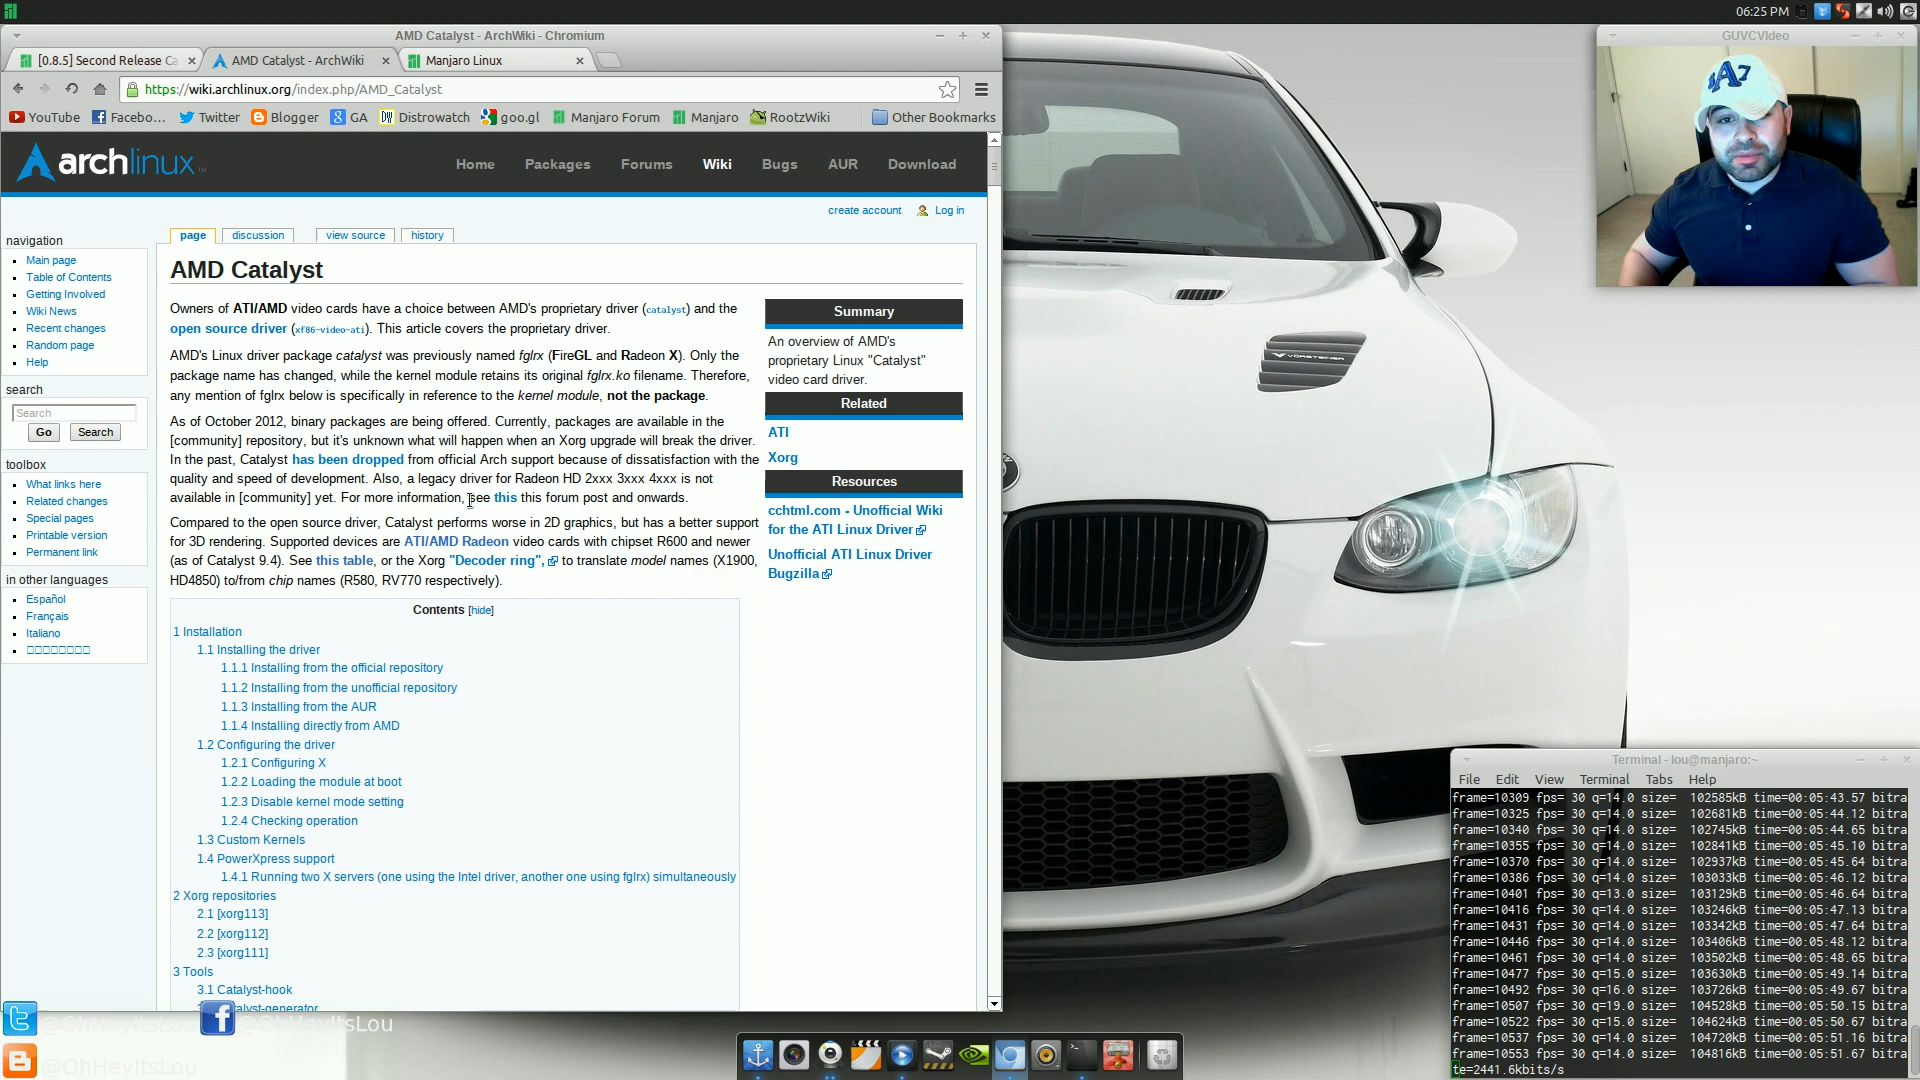 06:25 PM
AMD Catalyst - ArchWiki - Chromium
[0.8.5] Second Release Ca
AMD Catalyst - ArchWiki
Manjaro Linux
https://wiki.archlinux.org/index.php/AMD_Catalyst
YouTube
Facebo...
Twitter
Blogger
GA
Distrowatch
goo.gl
Manjaro Forum
Manjaro
RootzWiki
Other Bookmarks
archlinux
Home
Packages
Forums
Wiki
Bugs
AUR
Download
create account
Log in
page
discussion
view source
history
navigation
Main page
Table of Contents
Getting Involved
Wiki News
Recent changes
Random page
Help
search
Search
Go
Search
toolbox
What links here
Related changes
Special pages
Printable version
Permanent link
in other languages
Español
Français
Italiano
AMD Catalyst
Owners of ATI/AMD video cards have a choice between AMD's proprietary driver (catalyst) and the
open source driver (xf86-video-ati). This article covers the proprietary driver.
AMD's Linux driver package catalyst was previously named fglrx (FireGL and Radeon X). Only the
package name has changed, while the kernel module retains its original fglrx.ko filename. Therefore,
any mention of fglrx below is specifically in reference to the kernel module, not the package.
As of October 2012, binary packages are being offered. Currently, packages are available in the
[community] repository, but it's unknown what will happen when an Xorg upgrade will break the driver.
In the past, Catalyst has been dropped from official Arch support because of dissatisfaction with the
quality and speed of development. Also, a legacy driver for Radeon HD 2xxx 3xxx 4xxx is not
available in [community] yet. For more information, see this this forum post and onwards.
Compared to the open source driver, Catalyst performs worse in 2D graphics, but has a better support
for 3D rendering. Supported devices are ATI/AMD Radeon video cards with chipset R600 and newer
(as of Catalyst 9.4). See this table, or the Xorg "Decoder ring", to translate model names (X1900,
HD4850) to/from chip names (R580, RV770 respectively).
Summary
An overview of AMD's
proprietary Linux "Catalyst"
video card driver.
Related
ATI
Xorg
Resources
cchtml.com - Unofficial Wiki
for the ATI Linux Driver
Unofficial ATI Linux Driver
Bugzilla
Contents [hide]
1 Installation
1.1 Installing the driver
1.1.1 Installing from the official repository
1.1.2 Installing from the unofficial repository
1.1.3 Installing from the AUR
1.1.4 Installing directly from AMD
1.2 Configuring the driver
1.2.1 Configuring X
1.2.2 Loading the module at boot
1.2.3 Disable kernel mode setting
1.2.4 Checking operation
1.3 Custom Kernels
1.4 PowerXpress support
1.4.1 Running two X servers (one using the Intel driver, another one using fglrx) simultaneously
2 Xorg repositories
2.1 [xorg113]
2.2 [xorg112]
2.3 [xorg111]
3 Tools
3.1 Catalyst-hook
@OhHeyItsLou
@OhHeyItsLou
@OhHeyItsLou
GUVCVideo
VORSTEINER
Terminal - lou@manjaro:~
File Edit View Terminal Tabs Help
frame=10309 fps= 30 q=14.0 size= 102585kB time=00:05:43.57 bitra
frame=10325 fps= 30 q=14.0 size= 102681kB time=00:05:44.12 bitra
frame=10340 fps= 30 q=14.0 size= 102745kB time=00:05:44.65 bitra
frame=10355 fps= 30 q=14.0 size= 102841kB time=00:05:45.10 bitra
frame=10370 fps= 30 q=14.0 size= 102937kB time=00:05:45.64 bitra
frame=10386 fps= 30 q=14.0 size= 103033kB time=00:05:46.12 bitra
frame=10401 fps= 30 q=13.0 size= 103129kB time=00:05:46.64 bitra
frame=10416 fps= 30 q=14.0 size= 103246kB time=00:05:47.13 bitra
frame=10431 fps= 30 q=14.0 size= 103342kB time=00:05:47.64 bitra
frame=10446 fps= 30 q=14.0 size= 103406kB time=00:05:48.12 bitra
frame=10461 fps= 30 q=14.0 size= 103502kB time=00:05:48.65 bitra
frame=10477 fps= 30 q=15.0 size= 103630kB time=00:05:49.14 bitra
frame=10492 fps= 30 q=16.0 size= 103726kB time=00:05:49.67 bitra
frame=10507 fps= 30 q=19.0 size= 104528kB time=00:05:50.15 bitra
frame=10522 fps= 30 q=15.0 size= 104624kB time=00:05:50.67 bitra
frame=10537 fps= 30 q=14.0 size= 104720kB time=00:05:51.16 bitra
frame=10553 fps= 30 q=14.0 size= 104816kB time=00:05:51.67 bitra
te=2441.6kbits/s